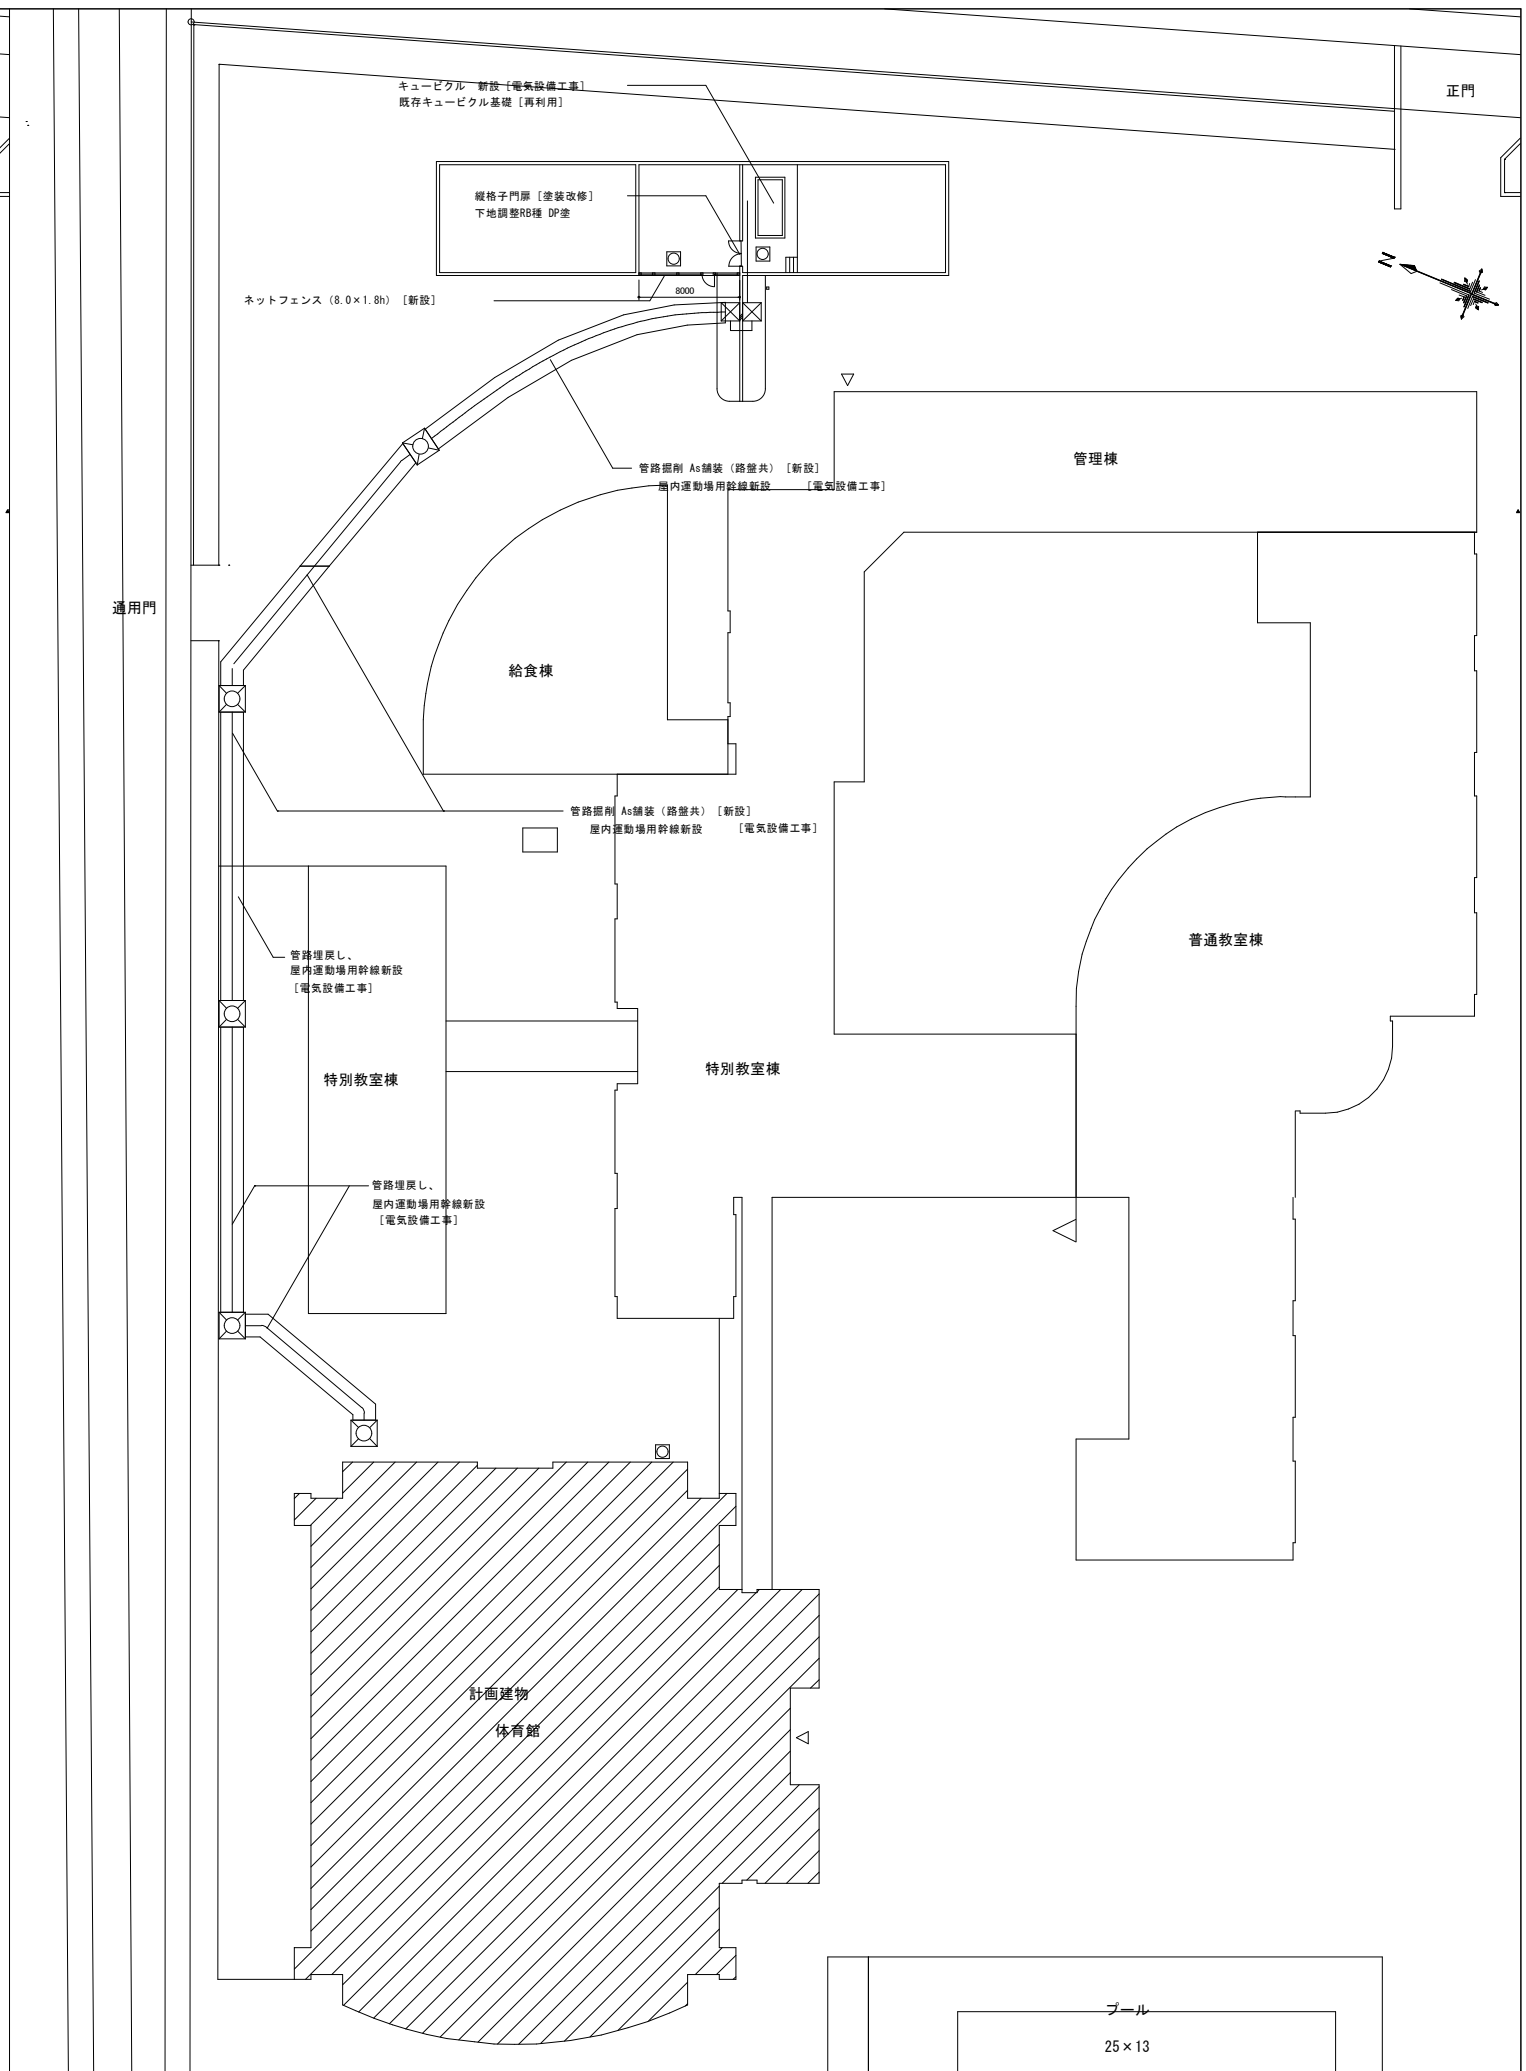 キュービクル 新設［電気設備工事］
既存キュービクル基礎［再利用］
正門
縦格子門扉［塗装改修］
下地調整RB種 DP塗
N
ネットフェンス（8.0×1.8h）［新設］
8000
管理棟
管路掘削 As舗装（路盤共）［新設］
屋内運動場用幹線新設 ［電気設備工事］
通用門
給食棟
管路掘削 As舗装（路盤共）［新設］
屋内運動場用幹線新設 ［電気設備工事］
普通教室棟
管路埋戻し、
屋内運動場用幹線新設
［電気設備工事］
特別教室棟
特別教室棟
管路埋戻し、
屋内運動場用幹線新設
［電気設備工事］
計画建物
体育館
プール
25×13